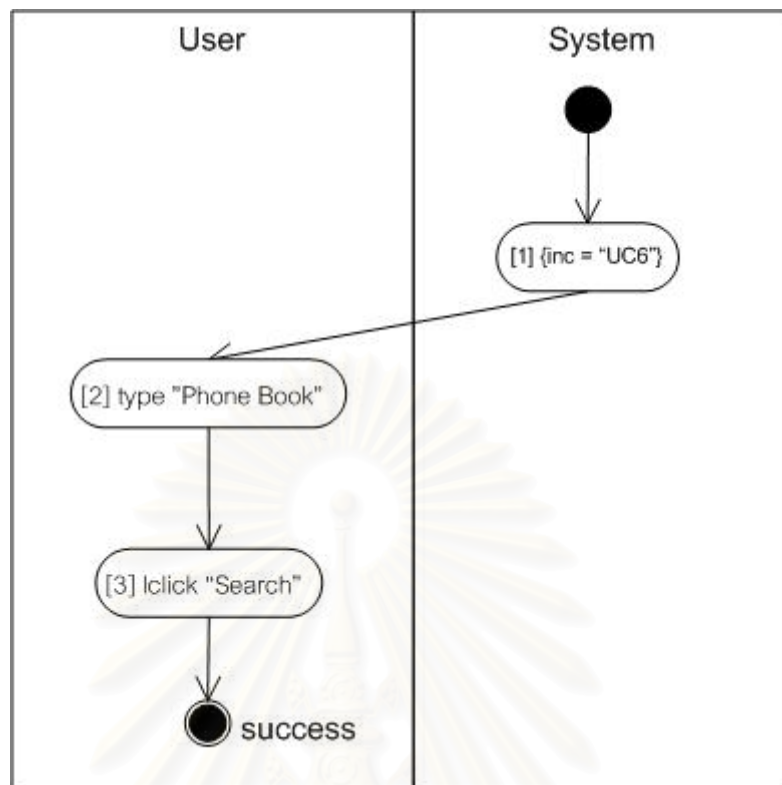 User
System
[1] {inc = “UC6”}
[2] type ”Phone Book”
[3] lclick “Search”
success